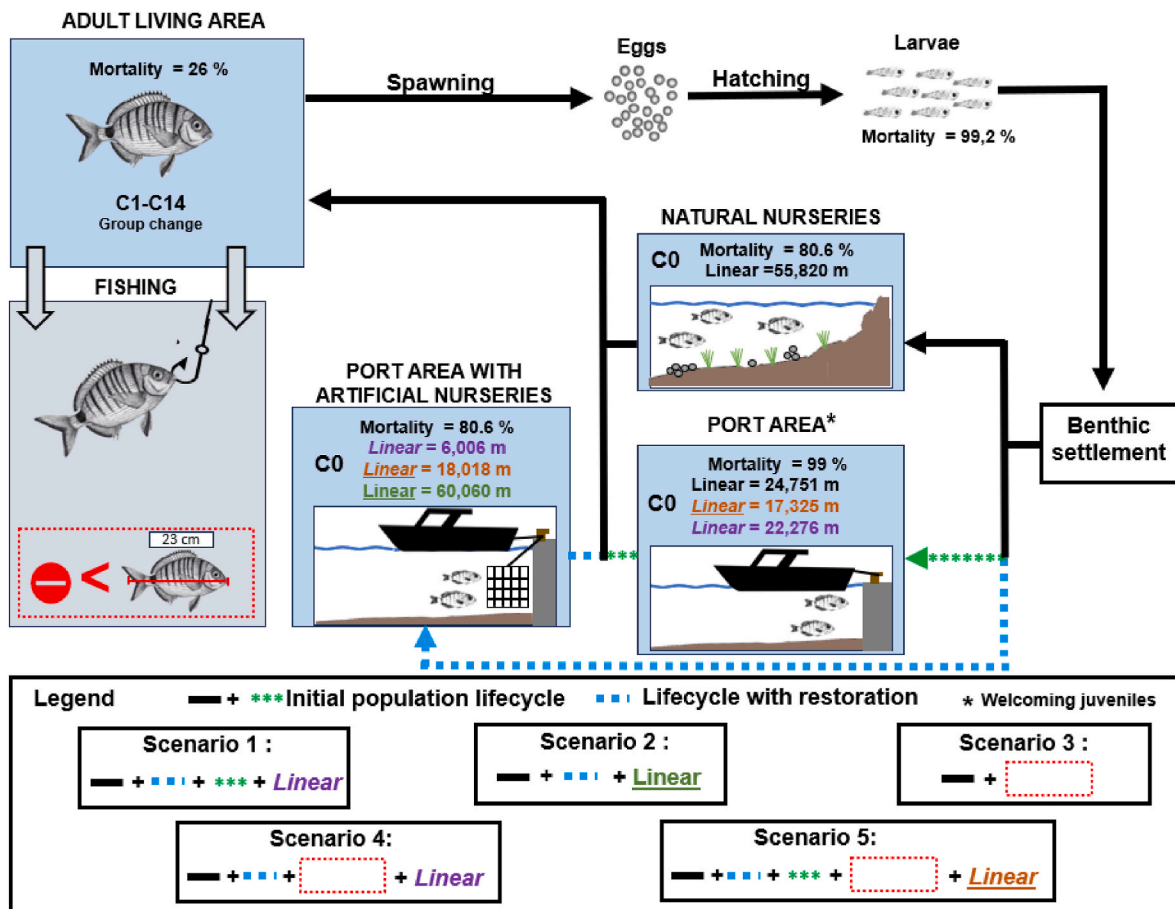 ADULT LIVING AREA
Mortality = 26 %
C1-C14
Group change
Spawning
Eggs
Hatching
Larvae
Mortality = 99,2 %
FISHING
23 cm
<
NATURAL NURSERIES
C0
Mortality = 80.6 %
Linear =55,820 m
PORT AREA WITH
ARTIFICIAL NURSERIES
Mortality = 80.6 %
C0
Linear = 6,006 m
Linear = 18,018 m
Linear = 60,060 m
PORT AREA*
Mortality = 99 %
C0
Linear = 24,751 m
Linear = 17,325 m
Linear = 22,276 m
Benthic
settlement
Legend
+ ***Initial population lifecycle
Lifecycle with restoration
* Welcoming juveniles
Scenario 1 :
+ + *** + Linear
Scenario 2 :
+ + Linear
Scenario 3 :
+
Scenario 4:
+ + + Linear
Scenario 5:
+ + *** + + Linear